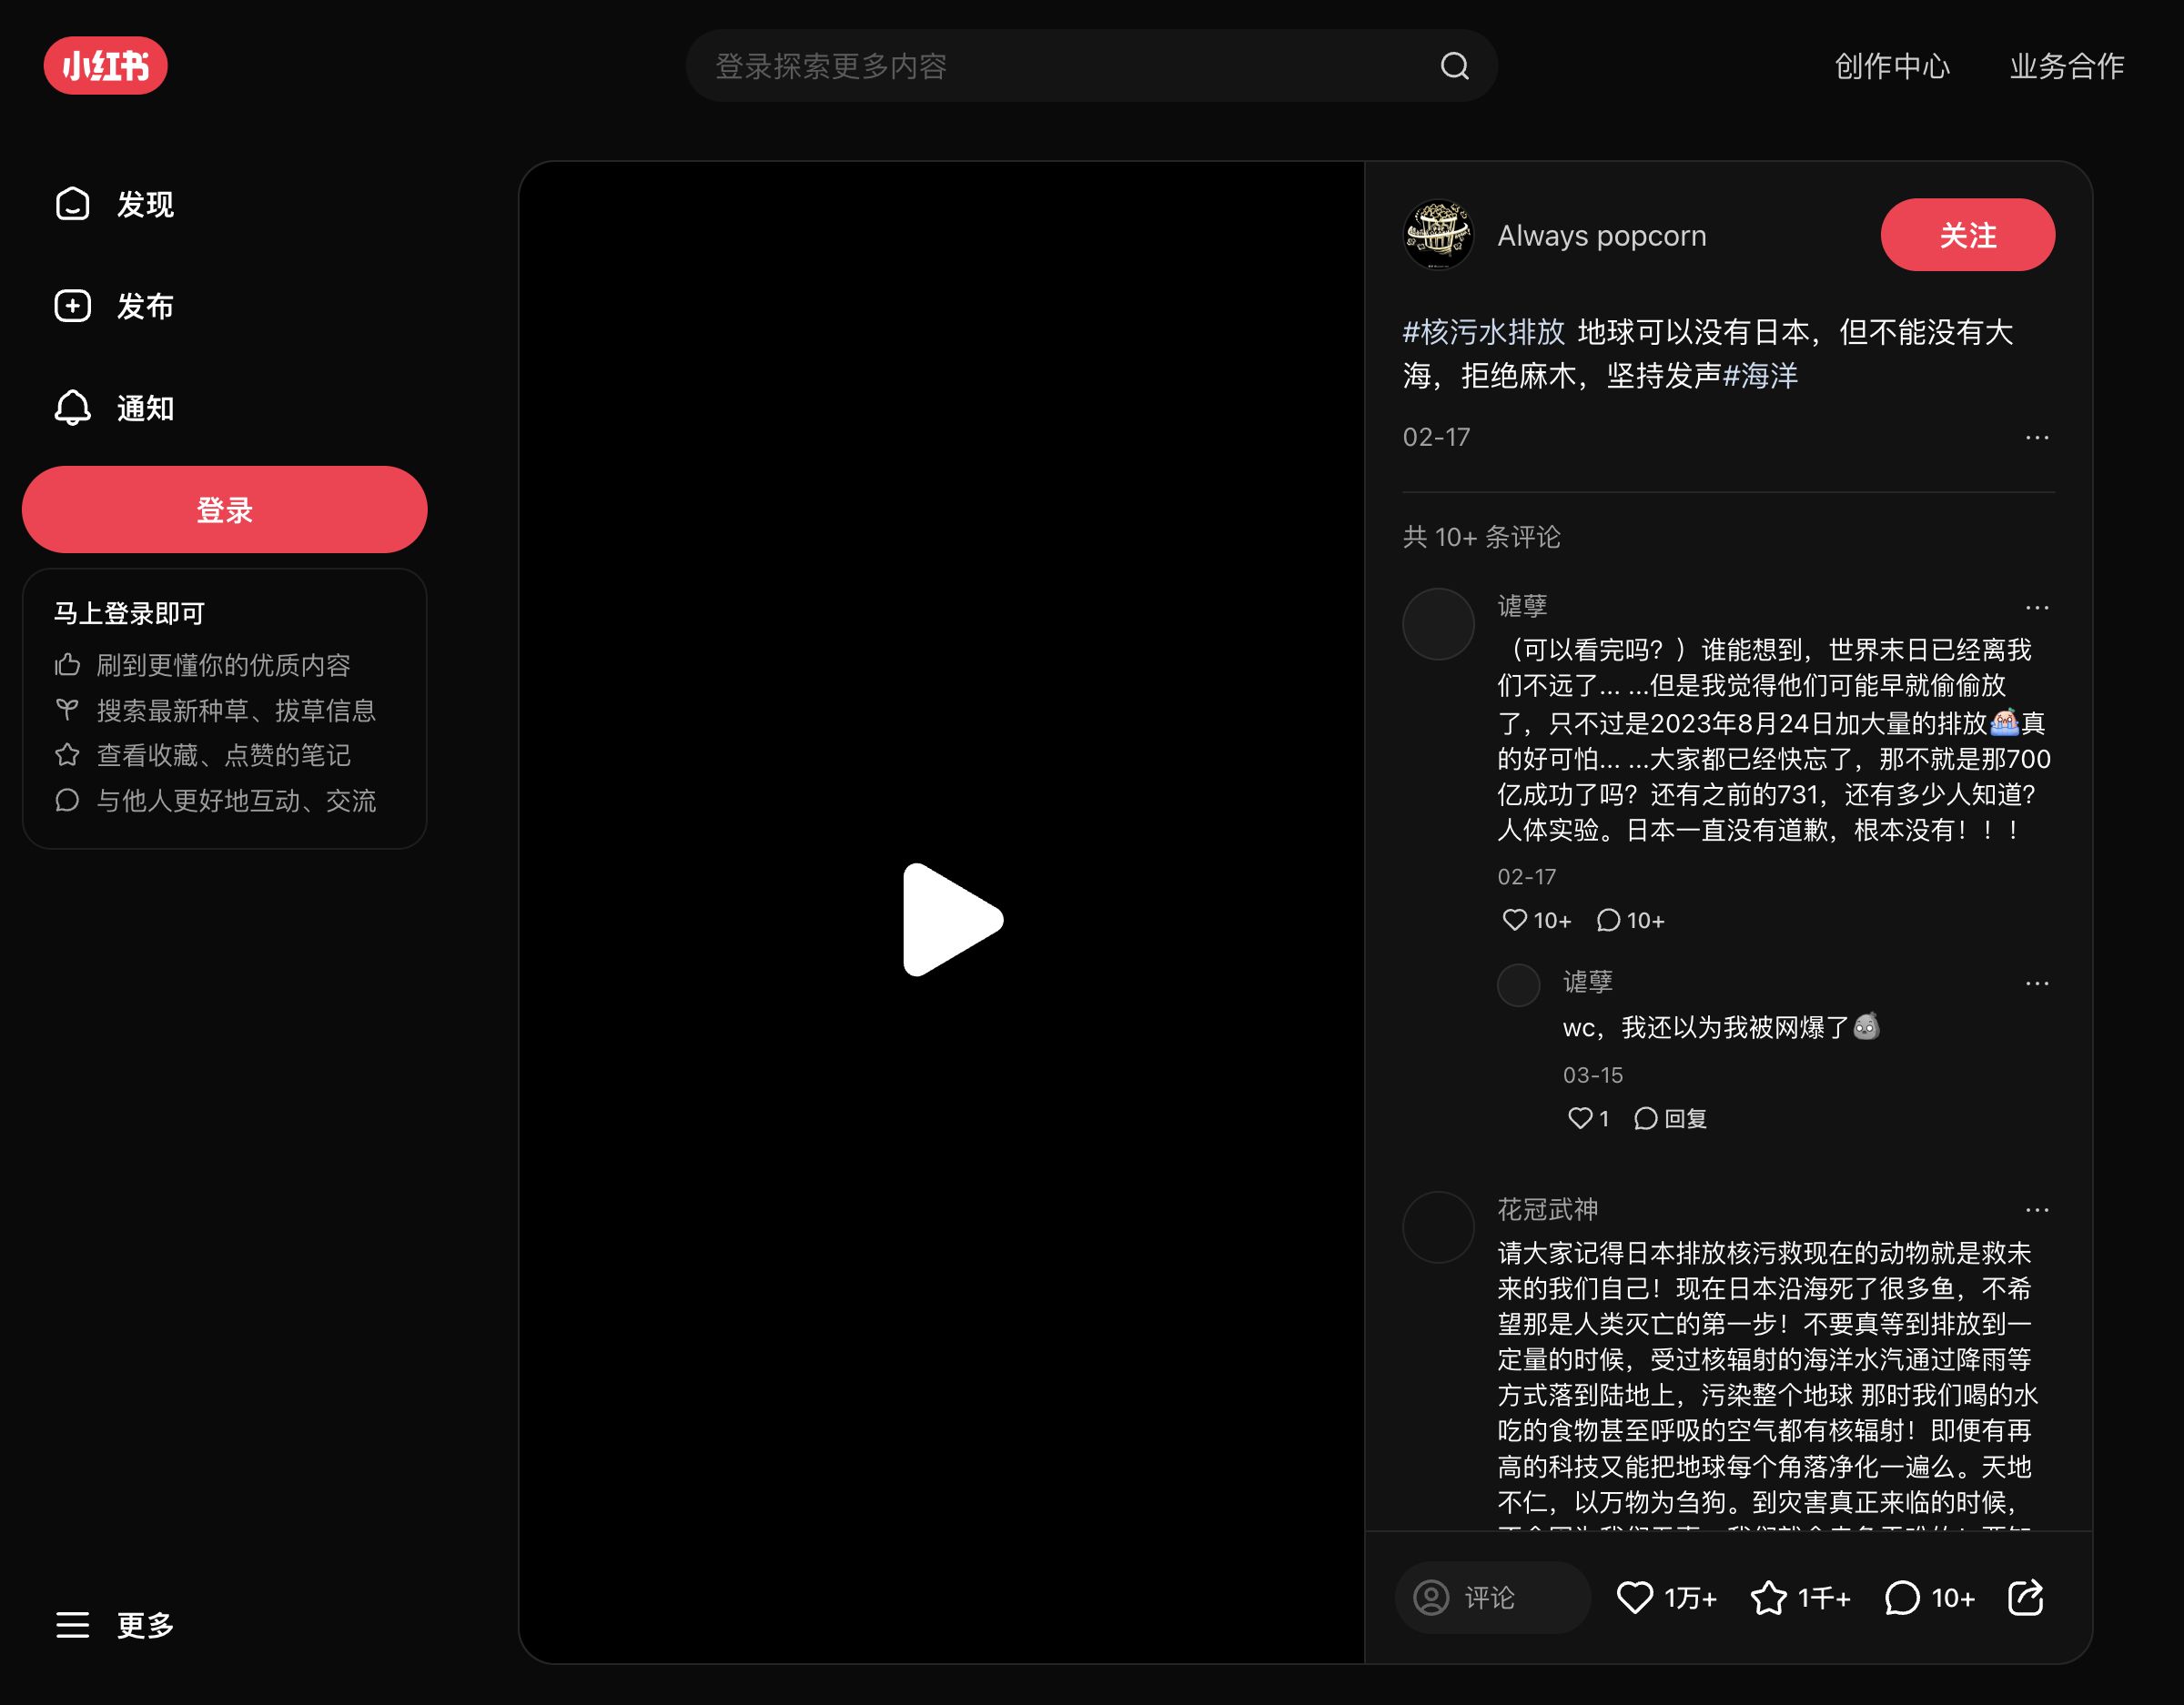 小红书
登录探索更多内容
创作中心
业务合作
发现
发布
通知
登录
马上登录即可
刷到更懂你的优质内容
搜索最新种草、拔草信息
查看收藏、点赞的笔记
与他人更好地互动、交流
更多
Always popcorn
关注
#核污水排放 地球可以没有日本，但不能没有大
海，拒绝麻木，坚持发声#海洋
02-17
共 10+ 条评论
谑孽
（可以看完吗？）谁能想到，世界末日已经离我
们不远了... ...但是我觉得他们可能早就偷偷放
了，只不过是2023年8月24日加大量的排放真
的好可怕... ...大家都已经快忘了，那不就是那700
亿成功了吗？还有之前的731，还有多少人知道？
人体实验。日本一直没有道歉，根本没有！！！
02-17
10+ 10+
谑孽
wc，我还以为我被网爆了
03-15
1 回复
花冠武神
请大家记得日本排放核污救现在的动物就是救未
来的我们自己！现在日本沿海死了很多鱼，不希
望那是人类灭亡的第一步！不要真等到排放到一
定量的时候，受过核辐射的海洋水汽通过降雨等
方式落到陆地上，污染整个地球 那时我们喝的水
吃的食物甚至呼吸的空气都有核辐射！即便有再
高的科技又能把地球每个角落净化一遍么。天地
不仁，以万物为刍狗。到灾害真正来临的时候，
评论 1万+ 1千+ 10+